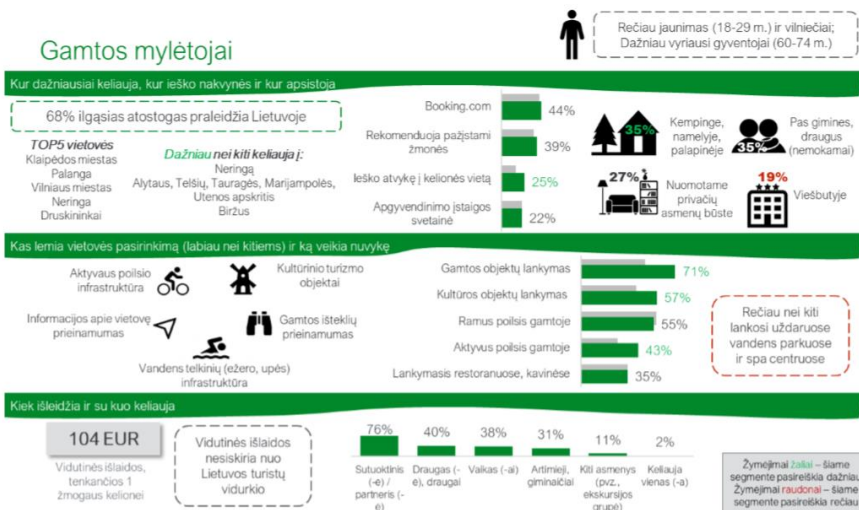 Gamtos mylėtojai
Rečiau jaunimas (18-29 m.) ir vilniečiai;
Dažniau vyriausi gyventojai (60-74 m.)
Kur dažniausiai keliauja, kur ieško nakvynės ir kur apsistoja
68% ilgąsias atostogas praleidžia Lietuvoje
TOP5 vietovės
Klaipėdos miestas
Palanga
Vilniaus miestas
Neringa
Druskininkai
Dažniau nei kiti keliauja į:
Neringą
Alytaus, Telšių, Tauragės, Marijampolės,
Utenos apskritis
Biržus
Booking.com
44%
Rekomenduoja pažįstami
žmonės
39%
Ieško atvykę į kelionės vietą
25%
Apgyvendinimo įstaigos
svetainė
22%
35%
Kempinge,
namelyje,
palapinėje
35%
Pas gimines,
draugus
(nemokamai)
27%
Nuomotame
privačių
asmenų būste
19%
Viešbutyje
Kas lemia vietovės pasirinkimą (labiau nei kitiems) ir ką veikia nuvykę
Aktyvaus poilsio
infrastruktūra
Kultūrinio turizmo
objektai
Informacijos apie vietovę
prieinamumas
Gamtos išteklių
prieinamumas
Vandens telkinių (ežero, upės)
infrastruktūra
Gamtos objektų lankymas
71%
Kultūros objektų lankymas
57%
Ramus poilsis gamtoje
55%
Aktyvus poilsis gamtoje
43%
Lankymasis restoranuose, kavinėse
35%
Rečiau nei kiti
lankosi uždaruose
vandens parkuose
ir spa centruose
Kiek išleidžia ir su kuo keliauja
104 EUR
Vidutinės išlaidos,
tenkančios 1
žmogaus kelionei
Vidutinės išlaidos
nesiskiria nuo
Lietuvos turistų
vidurkio
76%
40%
38%
31%
11%
2%
Sutuoktinis
(-ė) /
partneris (-
ė)
Draugas (-
ė), draugai
Vaikas (-ai)
Artimieji,
giminaičiai
Kiti asmenys
(pvz.,
ekskursijos
grupė)
Keliauja
vienas (-a)
Žymėjimai žaliai – šiame
segmente pasireiškia dažniau
Žymėjimai raudonai – šiame
segmente pasireiškia rečiau